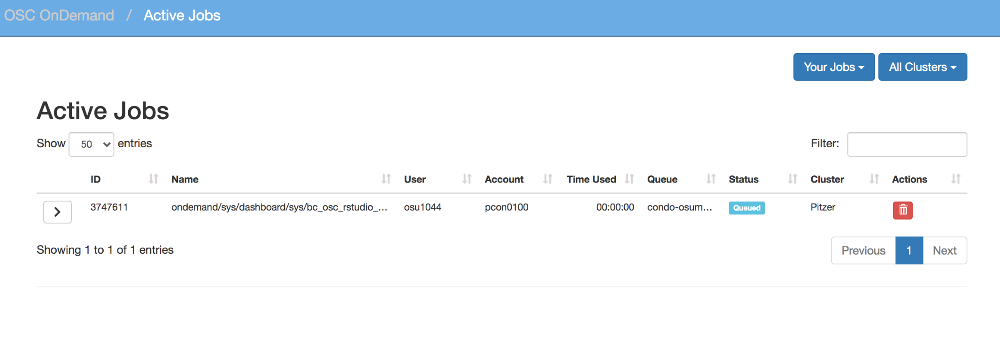 OSC OnDemand / Active Jobs
Your Jobs All Clusters
Active Jobs
Show 50 entries Filter:
ID Name User Account Time Used Queue Status Cluster Actions
3747611 ondemand/sys/dashboard/sys/bc_osc_rstudio_... osu1044 pcon0100 00:00:00 condo-osum... Queued Pitzer
Showing 1 to 1 of 1 entries Previous 1 Next